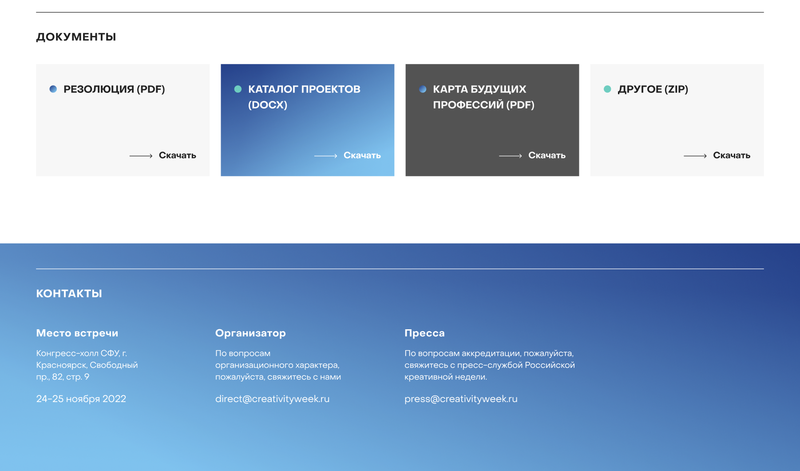 ДОКУМЕНТЫ
РЕЗОЛЮЦИЯ (PDF)
Скачать
КАТАЛОГ ПРОЕКТОВ
(DOCX)
Скачать
КАРТА БУДУЩИХ
ПРОФЕССИЙ (PDF)
Скачать
ДРУГОЕ (ZIP)
Скачать
КОНТАКТЫ
Место встречи
Конгресс-холл СФУ, г.
Красноярск, Свободный
пр., 82, стр. 9
24-25 ноября 2022
Организатор
По вопросам
организационного характера,
пожалуйста, свяжитесь с нами
direct@creativityweek.ru
Пресса
По вопросам аккредитации, пожалуйста,
свяжитесь с пресс-службой Российской
креативной недели.
press@creativityweek.ru